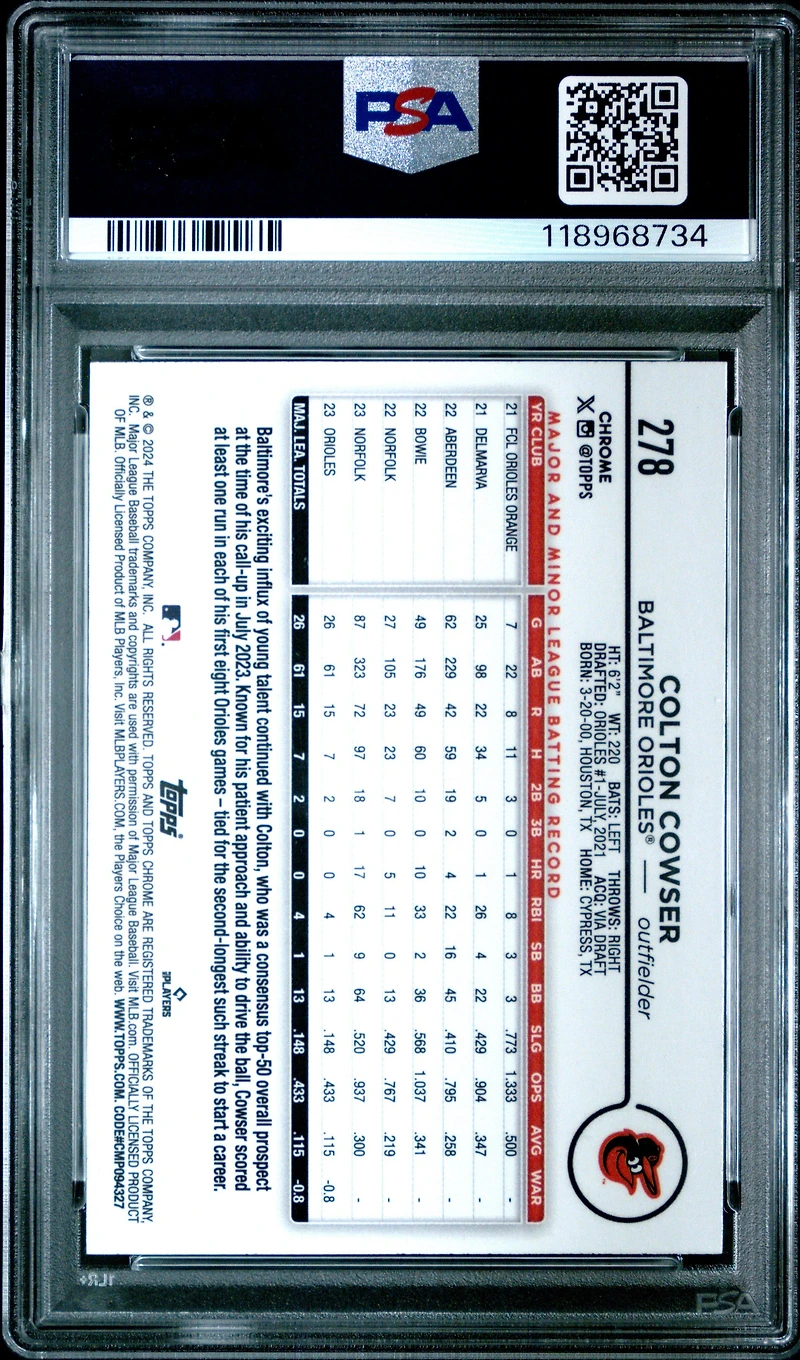 PSA
118968734
278
COLTON COWSER
BALTIMORE ORIOLES® — outfielder
CHROME
@TOPPS
HT: 6'2" WT: 220 BATS: LEFT THROWS: RIGHT
DRAFTED: ORIOLES #1-JULY, 2021 ACQ: VIA DRAFT
BORN: 3-20-00, HOUSTON, TX HOME: CYPRESS, TX
MAJOR AND MINOR LEAGUE BATTING RECORD
YR CLUB G AB R H 2B 3B HR RBI SB BB SLG OPS AVG WAR
21 FCL ORIOLES ORANGE 7 22 8 11 3 0 1 8 3 3 .773 1.333 .500 -
21 DELMARVA 25 98 22 34 5 0 1 26 4 22 .429 .904 .347 -
22 ABERDEEN 62 229 42 59 19 2 4 22 16 45 .410 .795 .258 -
22 BOWIE 49 176 49 60 10 0 10 33 2 36 .568 1.037 .341 -
22 NORFOLK 27 105 23 23 7 0 5 11 0 13 .429 .767 .219 -
23 NORFOLK 87 323 72 97 18 1 17 62 9 64 .520 .937 .300 -
23 ORIOLES 26 61 15 7 2 0 0 4 1 13 .148 .433 .115 -0.8
MAJ. LEA. TOTALS 26 61 15 7 2 0 0 4 1 13 .148 .433 .115 -0.8
Baltimore's exciting influx of young talent continued with Colton, who was a consensus top-50 overall prospect
at the time of his call-up in July 2023. Known for his patient approach and ability to drive the ball, Cowser scored
at least one run in each of his first eight Orioles games – tied for the second-longest such streak to start a career.
topps
PLAYERS
® & © 2024 THE TOPPS COMPANY, INC. ALL RIGHTS RESERVED. TOPPS AND TOPPS CHROME ARE REGISTERED TRADEMARKS OF THE TOPPS COMPANY,
INC. Major League Baseball trademarks and copyrights are used with permission of Major League Baseball. Visit MLB.com. OFFICIALLY LICENSED PRODUCT
OF MLB. Officially Licensed Product of MLB Players, Inc. Visit MLBPLAYERS.COM, the Players Choice on the web. WWW.TOPPS.COM. CODE#CMP094327
PSA